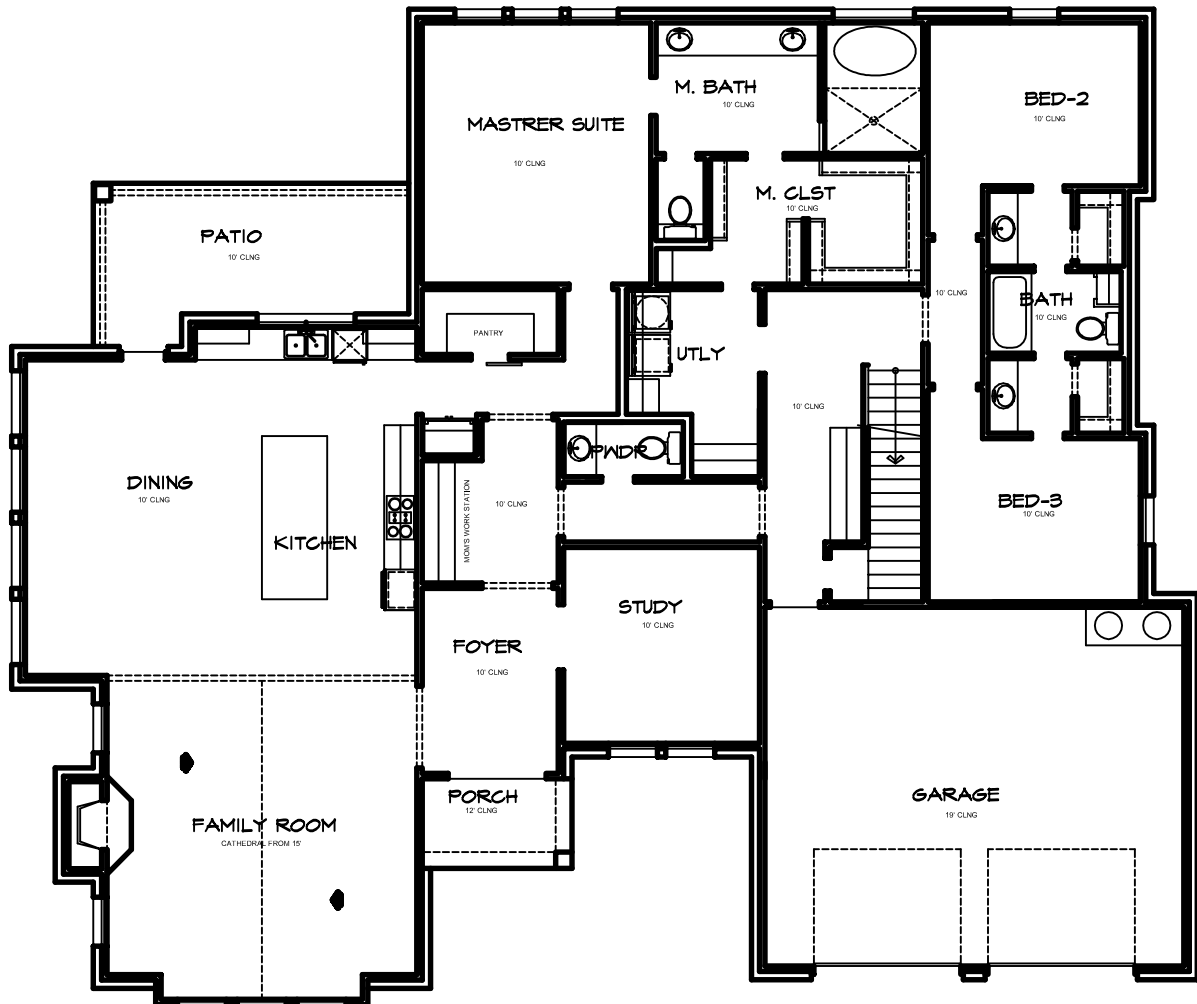 M. BATH
10' CLNG
BED-2
10' CLNG
MASTRER SUITE
10' CLNG
M. CLST
10' CLNG
PATIO
10' CLNG
10' CLNG
BATH
10' CLNG
PANTRY
UTLY
10' CLNG
PWDR
DINING
10' CLNG
MOM'S WORK STATION
10' CLNG
BED-3
10' CLNG
KITCHEN
STUDY
10' CLNG
FOYER
10' CLNG
PORCH
12' CLNG
GARAGE
19' CLNG
FAMILY ROOM
CATHEDRAL FROM 15'